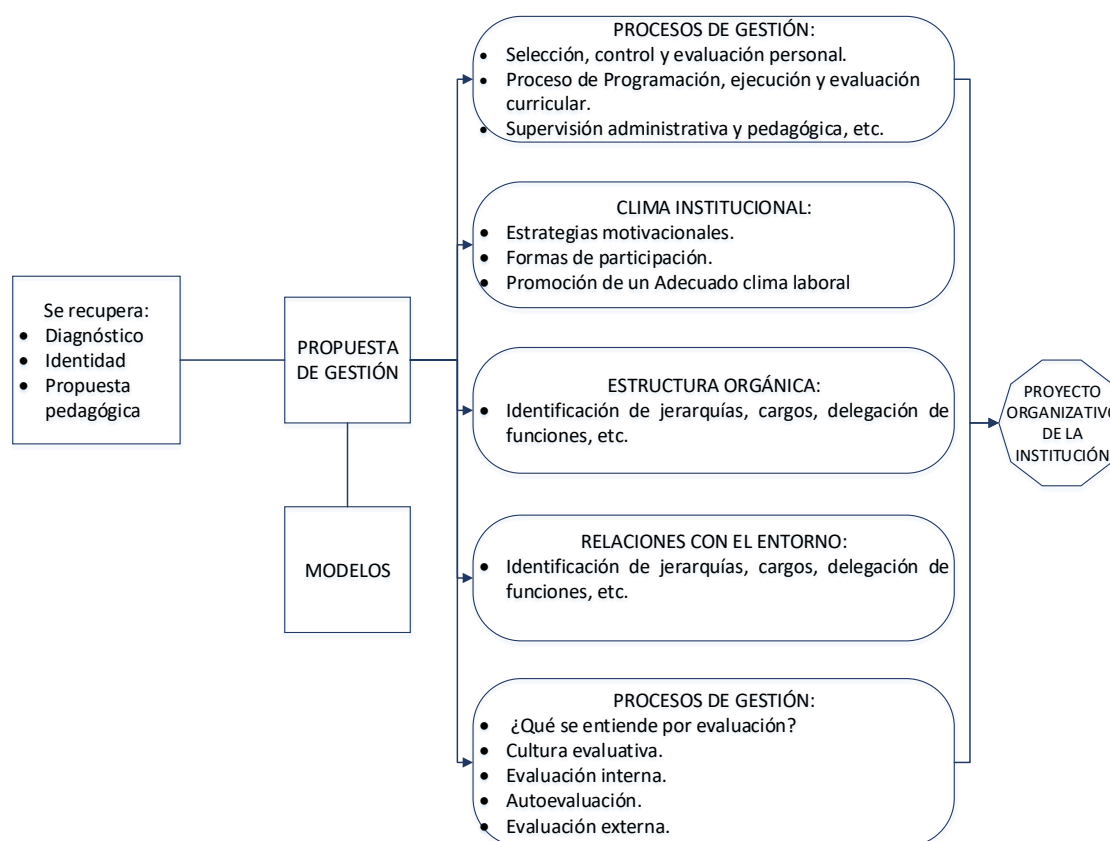 Se recupera:
• Diagnóstico
• Identidad
• Propuesta
pedagógica
PROPUESTA
DE GESTIÓN
MODELOS
PROCESOS DE GESTIÓN:
• Selección, control y evaluación personal.
• Proceso de Programación, ejecución y evaluación
curricular.
• Supervisión administrativa y pedagógica, etc.
CLIMA INSTITUCIONAL:
• Estrategias motivacionales.
• Formas de participación.
• Promoción de un Adecuado clima laboral
ESTRUCTURA ORGÁNICA:
• Identificación de jerarquías, cargos, delegación de
funciones, etc.
RELACIONES CON EL ENTORNO:
• Identificación de jerarquías, cargos, delegación de
funciones, etc.
PROCESOS DE GESTIÓN:
• ¿Qué se entiende por evaluación?
• Cultura evaluativa.
• Evaluación interna.
• Autoevaluación.
• Evaluación externa.
PROYECTO
ORGANIZATIVO
DE LA
INSTITUCIÓN